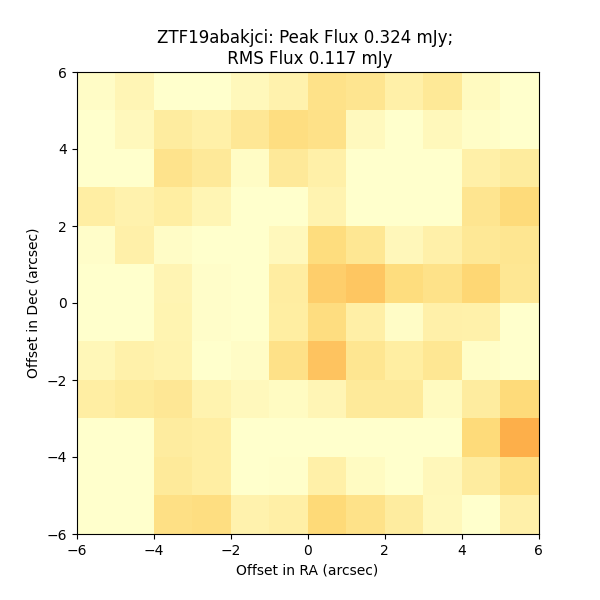 ZTF19abakjci: Peak Flux 0.324 mJy;
RMS Flux 0.117 mJy
6
4
2
0
−2
−4
−6
Offset in Dec (arcsec)
−6 −4 −2 0 2 4 6
Offset in RA (arcsec)